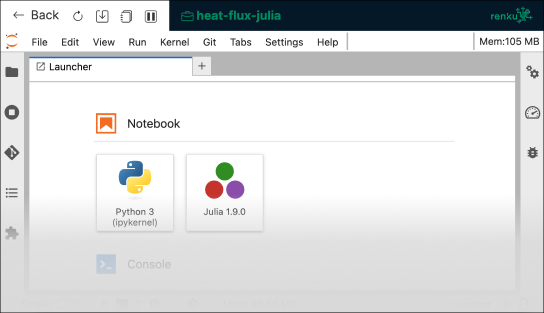 Back
heat-flux-julia
renku
File Edit View Run Kernel Git Tabs Settings Help
Mem:105 MB
Launcher
+
Notebook
Python 3
(ipykernel)
Julia 1.9.0
Console